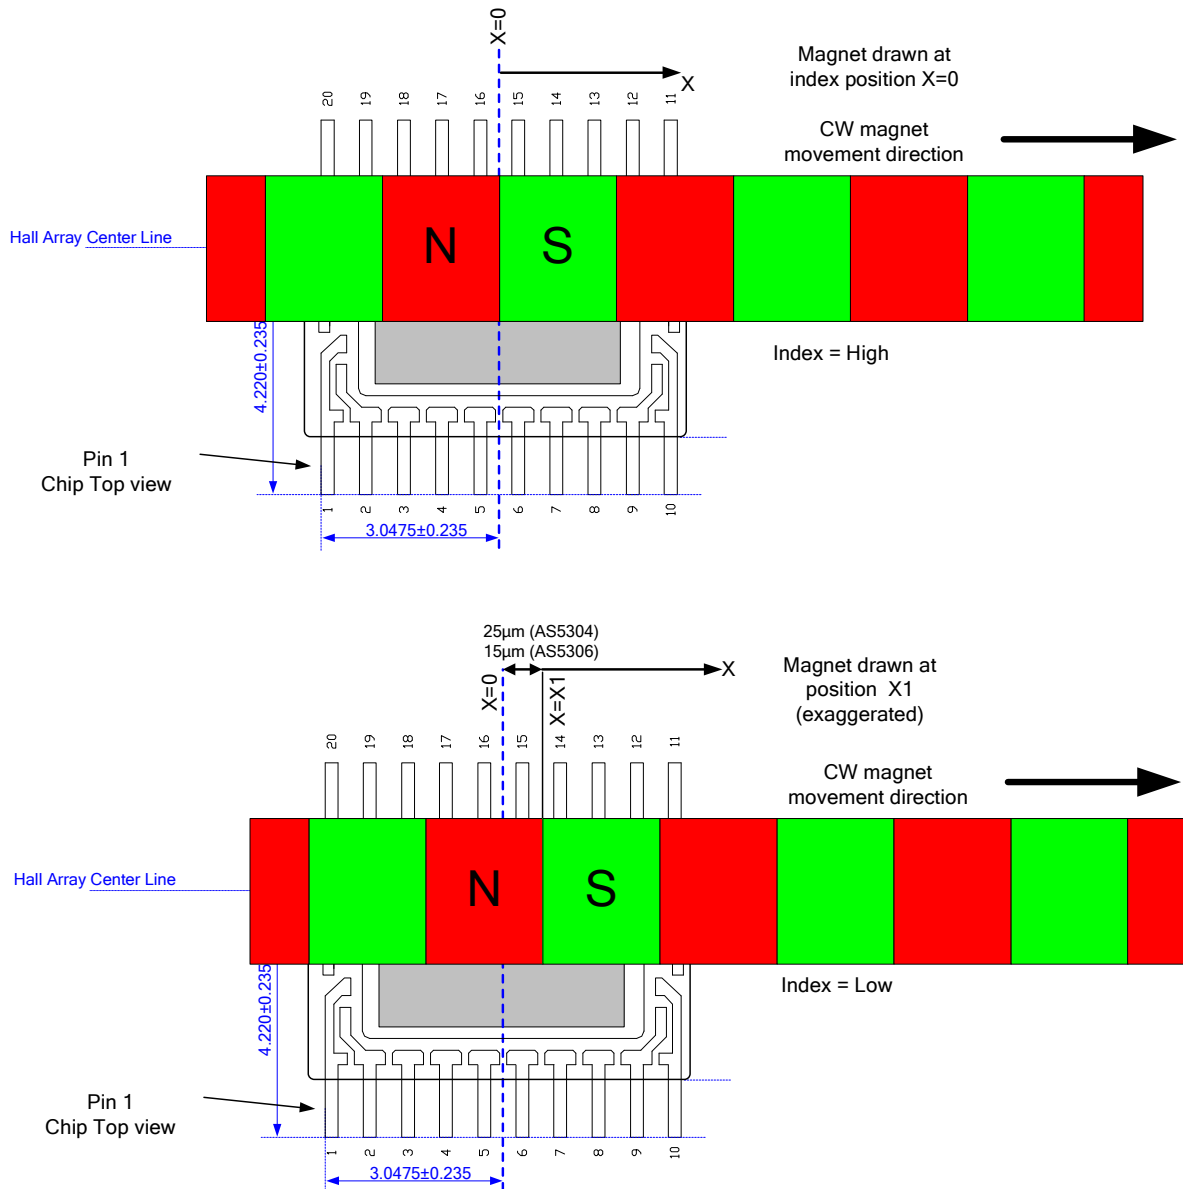 X=0
X
Magnet drawn at
index position X=0
CW magnet
movement direction
20 19 18 17 16 15 14 13 12 11
Hall Array Center Line
N S
4.220±0.235
Index = High
Pin 1
Chip Top view
1 2 3 4 5 6 7 8 9 10
3.0475±0.235
25µm (AS5304)
15µm (AS5306)
X=0
X=X1
X
Magnet drawn at
position X1
(exaggerated)
CW magnet
movement direction
20 19 18 17 16 15 14 13 12 11
Hall Array Center Line
N S
4.220±0.235
Index = Low
Pin 1
Chip Top view
1 2 3 4 5 6 7 8 9 10
3.0475±0.235